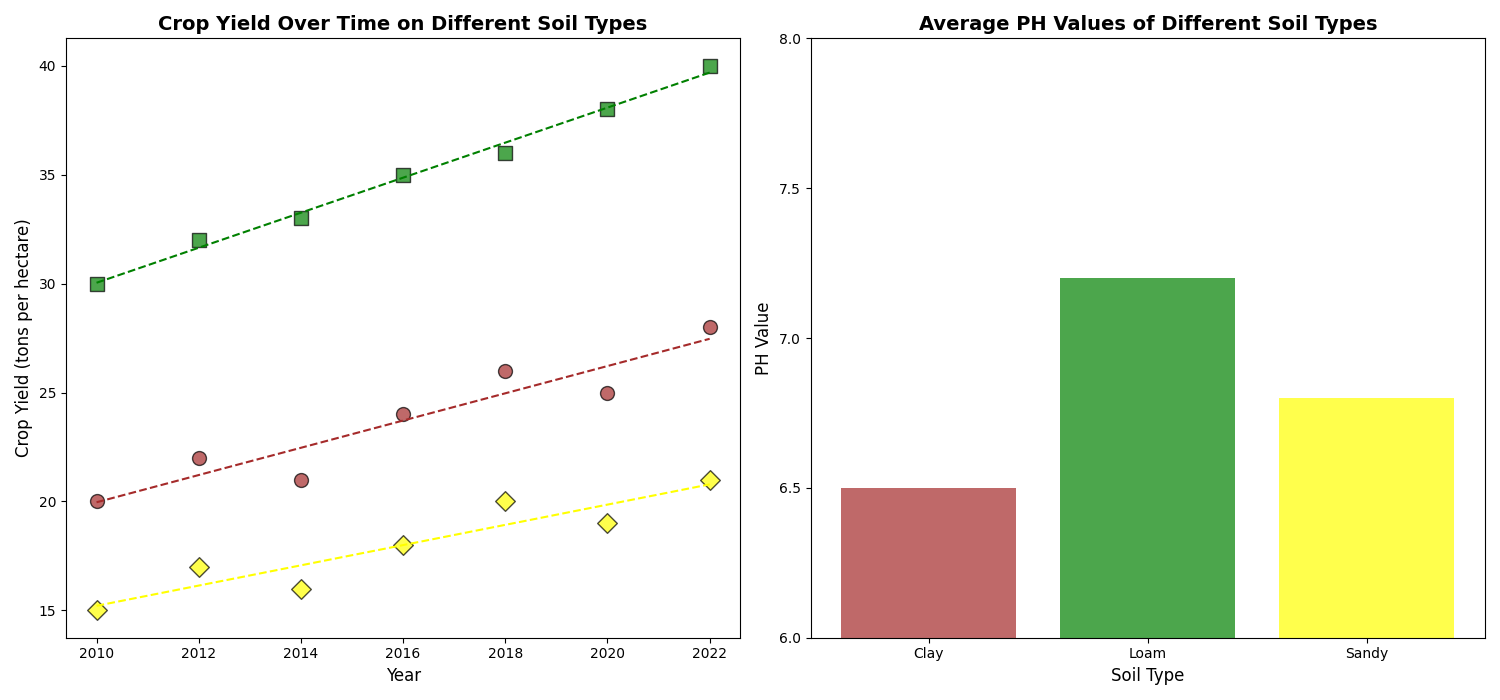 Crop Yield Over Time on Different Soil Types
Crop Yield (tons per hectare)
40
35
30
25
20
15
2010 2012 2014 2016 2018 2020 2022
Year
Average PH Values of Different Soil Types
PH Value
8.0
7.5
7.0
6.5
6.0
Clay Loam Sandy
Soil Type